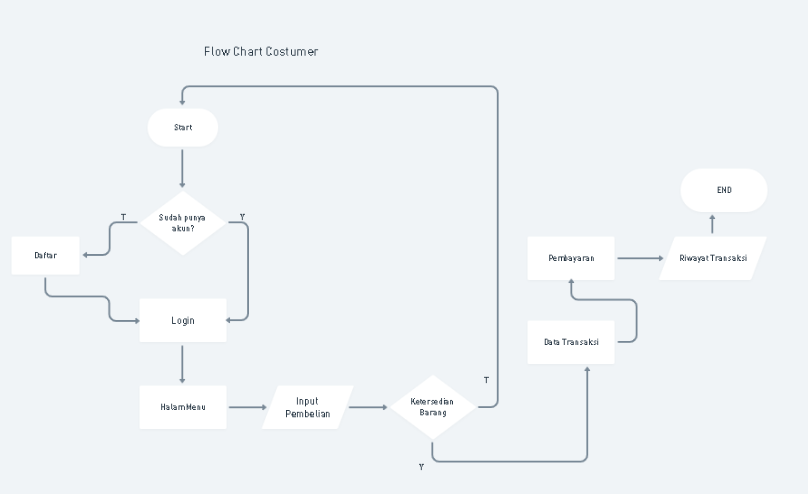 Flow Chart Costumer
Start
Sudah punya
akun?
T
Y
Daftar
Login
HalamMenu
Input
Pembelian
Ketersedian
Barang
T
Y
Data Transaksi
Pembayaran
Riwayat Transaksi
END